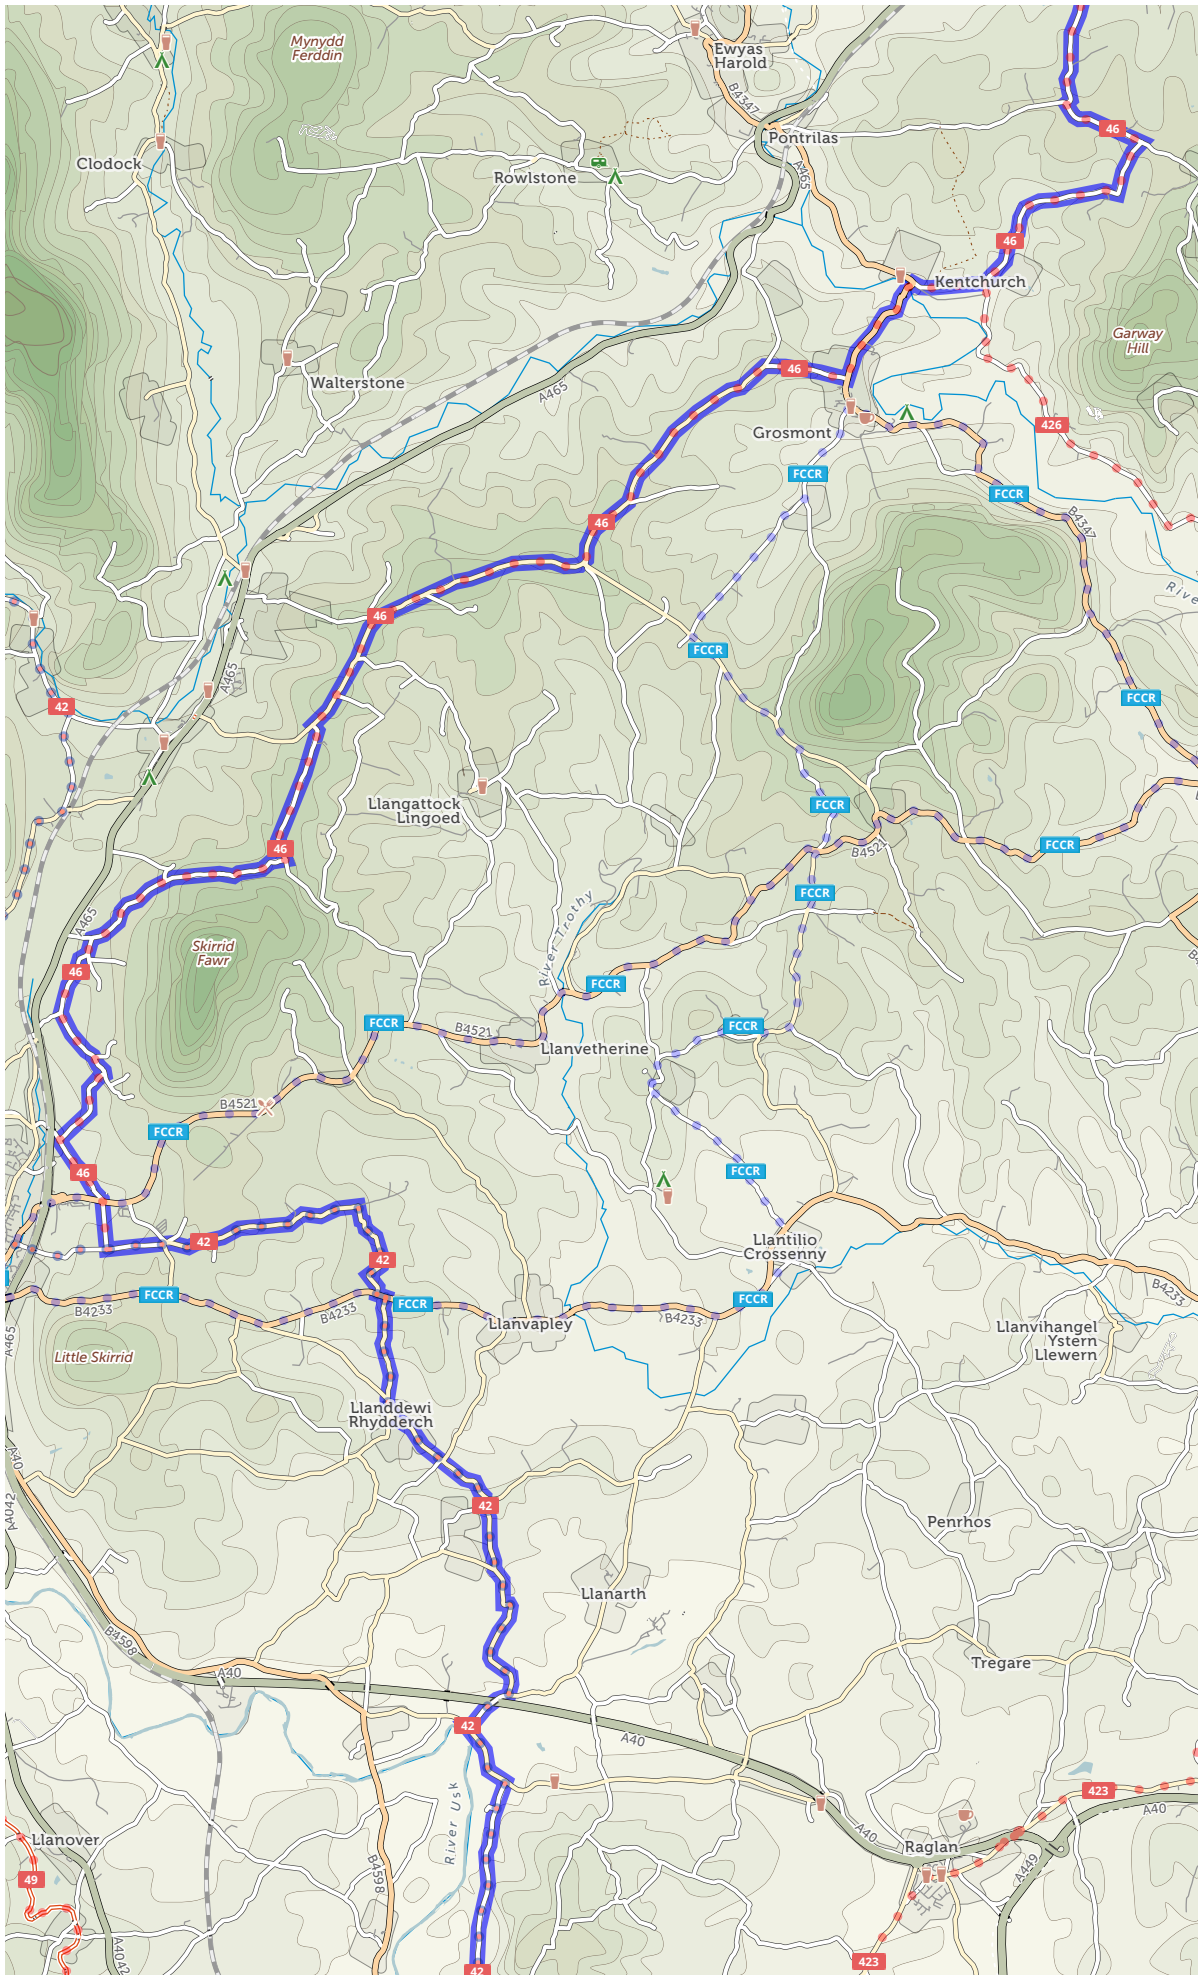 Mynydd
Ferddin
Ewyas
Harold
B4347
46
Pontrilas
Clodock
A465
Rowlstone
46
Kentchurch
Garway
Hill
46
Walterstone
A465
426
Grosmont
FCCR
FCCR
46
B4347
46
FCCR
A465
FCCR
42
Llangattock
Lingoed
FCCR
46
B4521
FCCR
FCCR
A465
River Trothy
Skirrid
Fawr
46
FCCR
FCCR
B4521
FCCR
Llanvetherine
B4521
FCCR
46
FCCR
42
Llantilio
Crossenny
42
B4233
FCCR
FCCR
FCCR
B4233
B4233
B4233
Llanvapley
A465
Llanvihangel
Ystern
Llewern
Little Skirrid
Llanddewi
Rhydderch
A40
A4042
42
Penrhos
Llanarth
B4598
Tregare
A40
42
A40
River Usk
423
A40
A40
Llanover
Raglan
A449
49
B4598
A4042
423
42